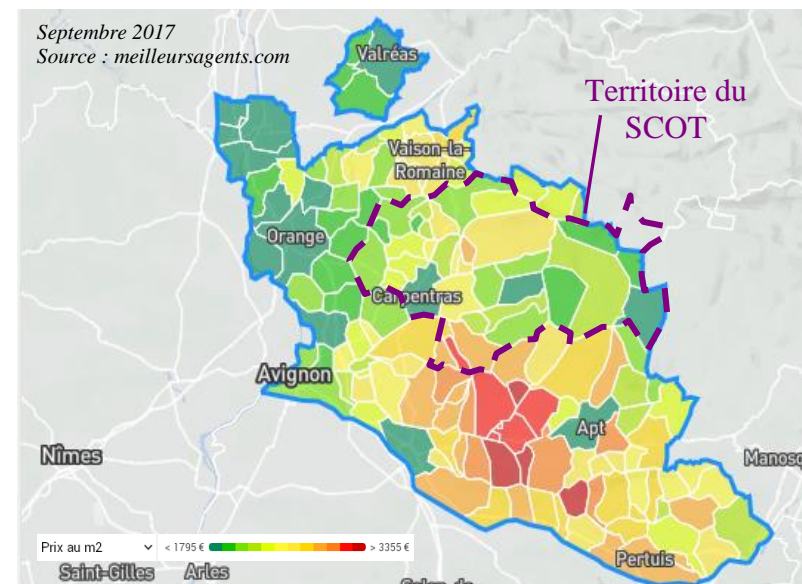 Septembre 2017
Source : meilleursagents.com
Valréas
Territoire du
SCOT
Vaison-la-
Romaine
Orange
Carpentras
Avignon
Apt
Nîmes
Manosq
Prix au m2
< 1795 €
> 3355 €
Pertuis
Saint-Gilles
Arles